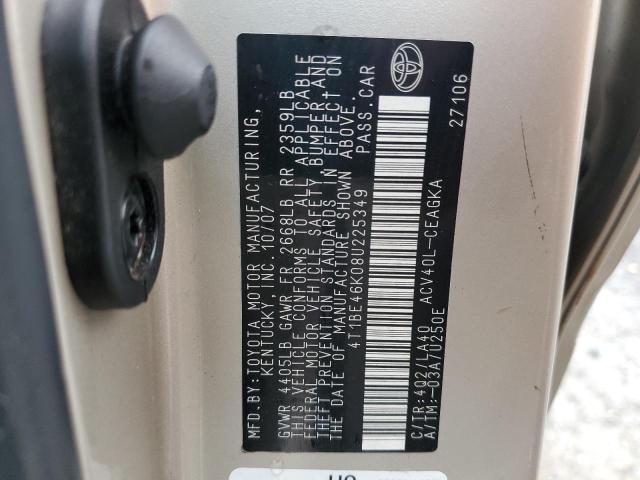 MFD.BY:TOYOTA MOTOR MANUFACTURING,
KENTUCKY,INC. 10/07
GVWR 4405LB GAWR FR 2668LB RR 2359LB
THIS VEHICLE CONFORMS TO ALL APPLICABLE
FEDERAL MOTOR VEHICLE SAFETY,BUMPER,AND
THEFT PREVENTION STANDARDS IN EFFECT ON
THE DATE OF MANUFACTURE SHOWN ABOVE.
4T1BE46K08U225349 PASS.CAR
C/TR:4Q2/LA40 ACV40L-CEAGKA
A/TM:-03A/U250E 27106